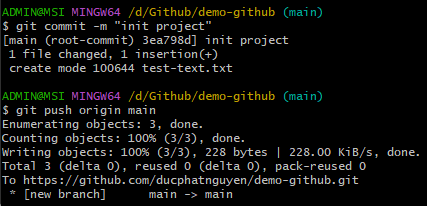 ADMIN@MSI MINGW64 /d/Github/demo-github (main)
$ git commit -m "init project"
[main (root-commit) 3ea798d] init project
 1 file changed, 1 insertion(+)
 create mode 100644 test-text.txt

ADMIN@MSI MINGW64 /d/Github/demo-github (main)
$ git push origin main
Enumerating objects: 3, done.
Counting objects: 100% (3/3), done.
Writing objects: 100% (3/3), 228 bytes | 228.00 KiB/s, done.
Total 3 (delta 0), reused 0 (delta 0), pack-reused 0
To https://github.com/ducphatnguyen/demo-github.git
 * [new branch]      main -> main